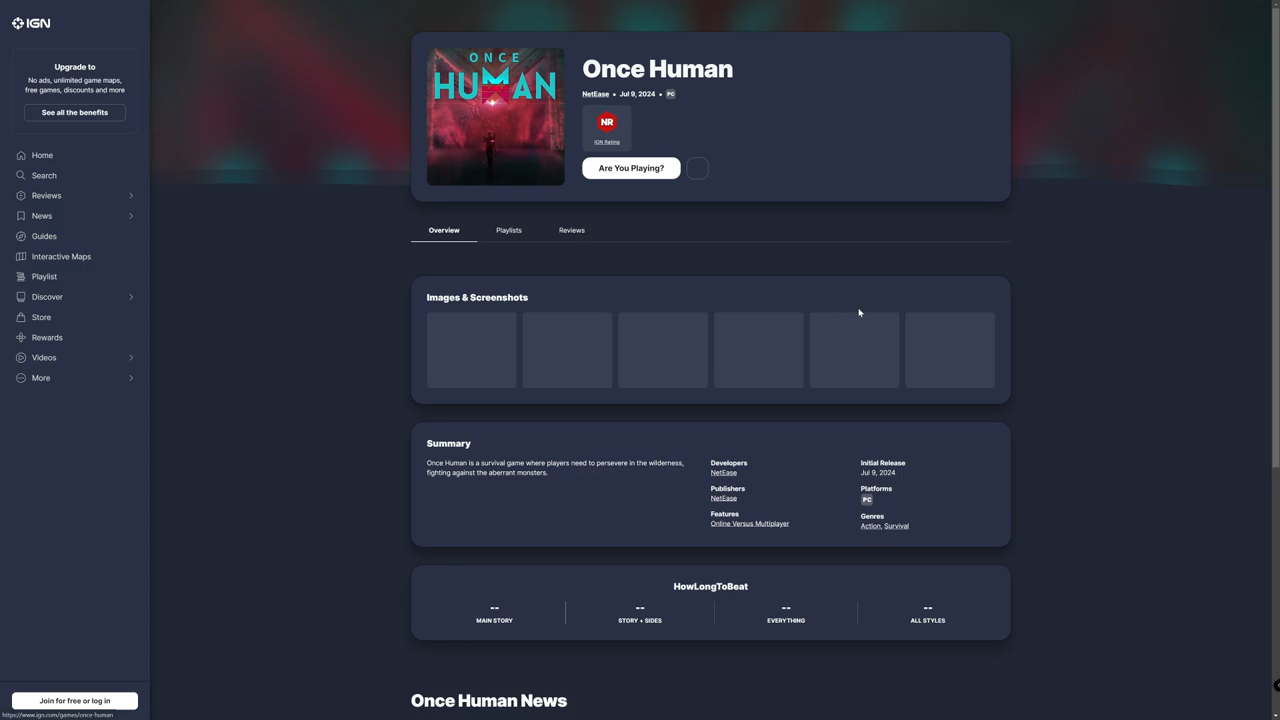 IGN
Upgrade to
No ads, unlimited game maps,
free games, discounts and more
See all the benefits
Home
Search
Reviews
News
Guides
Interactive Maps
Playlist
Discover
Store
Rewards
Videos
More
Join for free or log in
https://www.ign.com/games/once-human
ONCE
HUMAN
Once Human
NetEase • Jul 9, 2024 • PC
NR
IGN Rating
Are You Playing?
Overview Playlists Reviews
Images & Screenshots
Summary
Once Human is a survival game where players need to persevere in the wilderness,
fighting against the aberrant monsters.
Developers
NetEase
Publishers
NetEase
Features
Online Versus Multiplayer
Initial Release
Jul 9, 2024
Platforms
PC
Genres
Action, Survival
HowLongToBeat
-- -- -- --
MAIN STORY STORY + SIDES EVERYTHING ALL STYLES
Once Human News